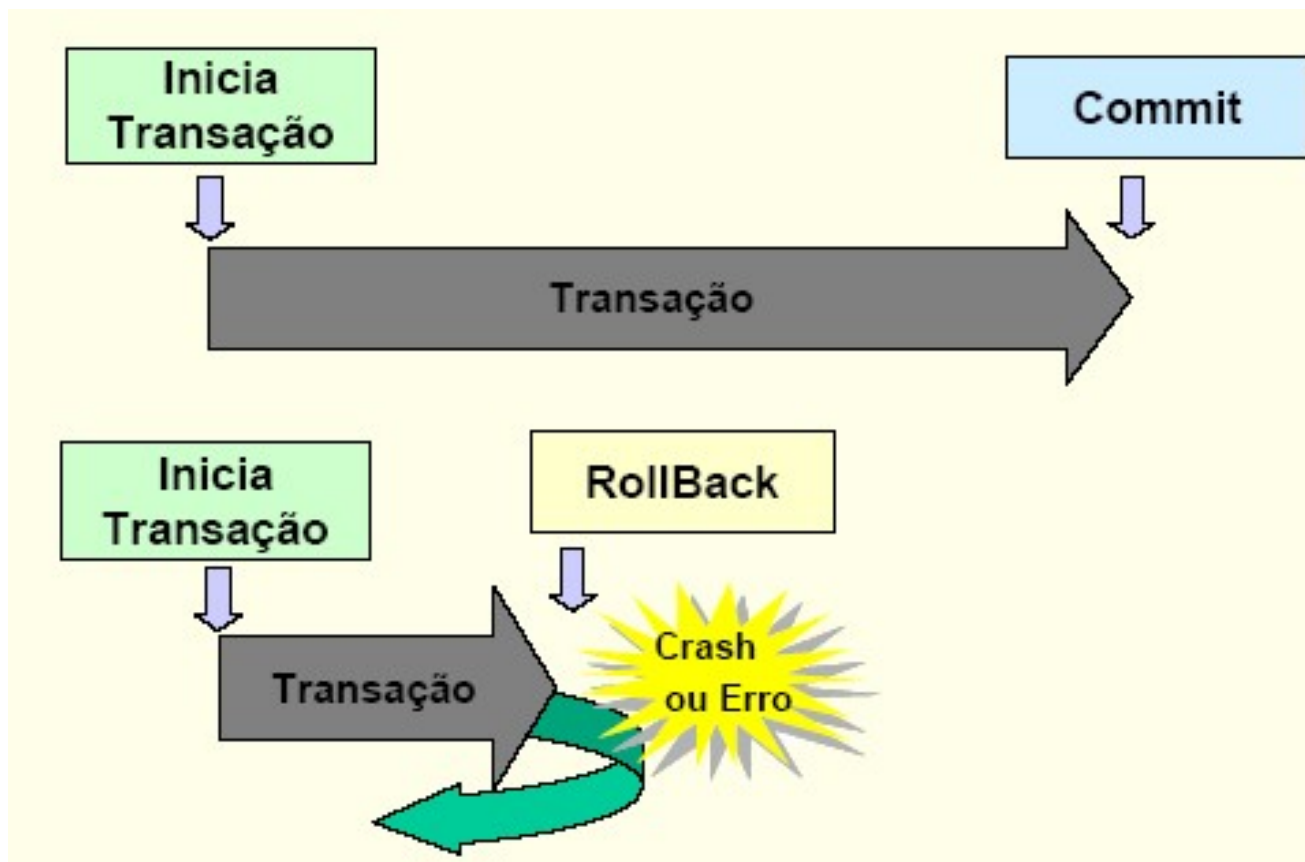 Inicia
Transação
Commit
Transação
Inicia
Transação
RollBack
Crash
ou Erro
Transação